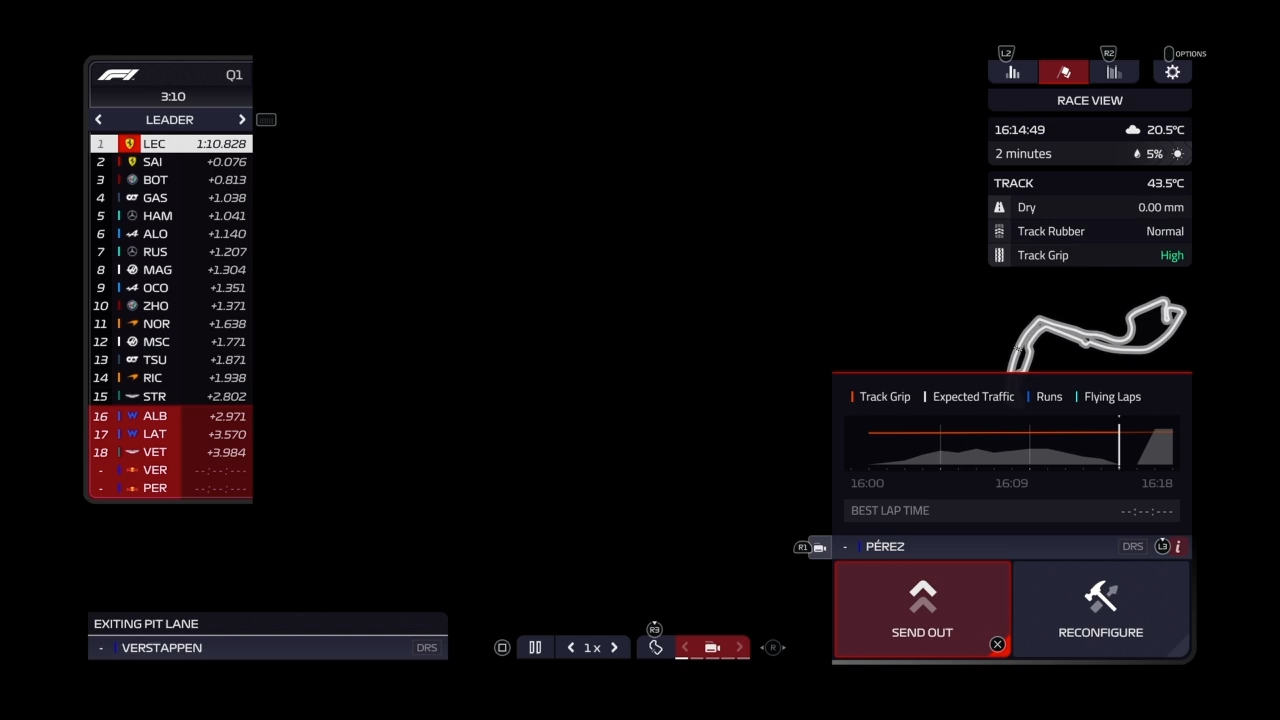 F1 Q1
3:10
LEADER
1 LEC 1:10.828
2 SAI +0.076
3 BOT +0.813
4 GAS +1.038
5 HAM +1.041
6 ALO +1.140
7 RUS +1.207
8 MAG +1.304
9 OCO +1.351
10 ZHO +1.371
11 NOR +1.638
12 MSC +1.771
13 TSU +1.871
14 RIC +1.938
15 STR +2.802
16 ALB +2.971
17 LAT +3.570
18 VET +3.984
- VER --:--:---
- PER --:--:---
EXITING PIT LANE
- VERSTAPPEN DRS
R3
1x
R
L2 R2 OPTIONS
RACE VIEW
16:14:49 20.5°C
2 minutes 5%
TRACK 43.5°C
Dry 0.00 mm
Track Rubber Normal
Track Grip High
Track Grip Expected Traffic Runs Flying Laps
16:00 16:09 16:18
BEST LAP TIME --:--:---
R1 - PÉREZ DRS L3 i
SEND OUT RECONFIGURE